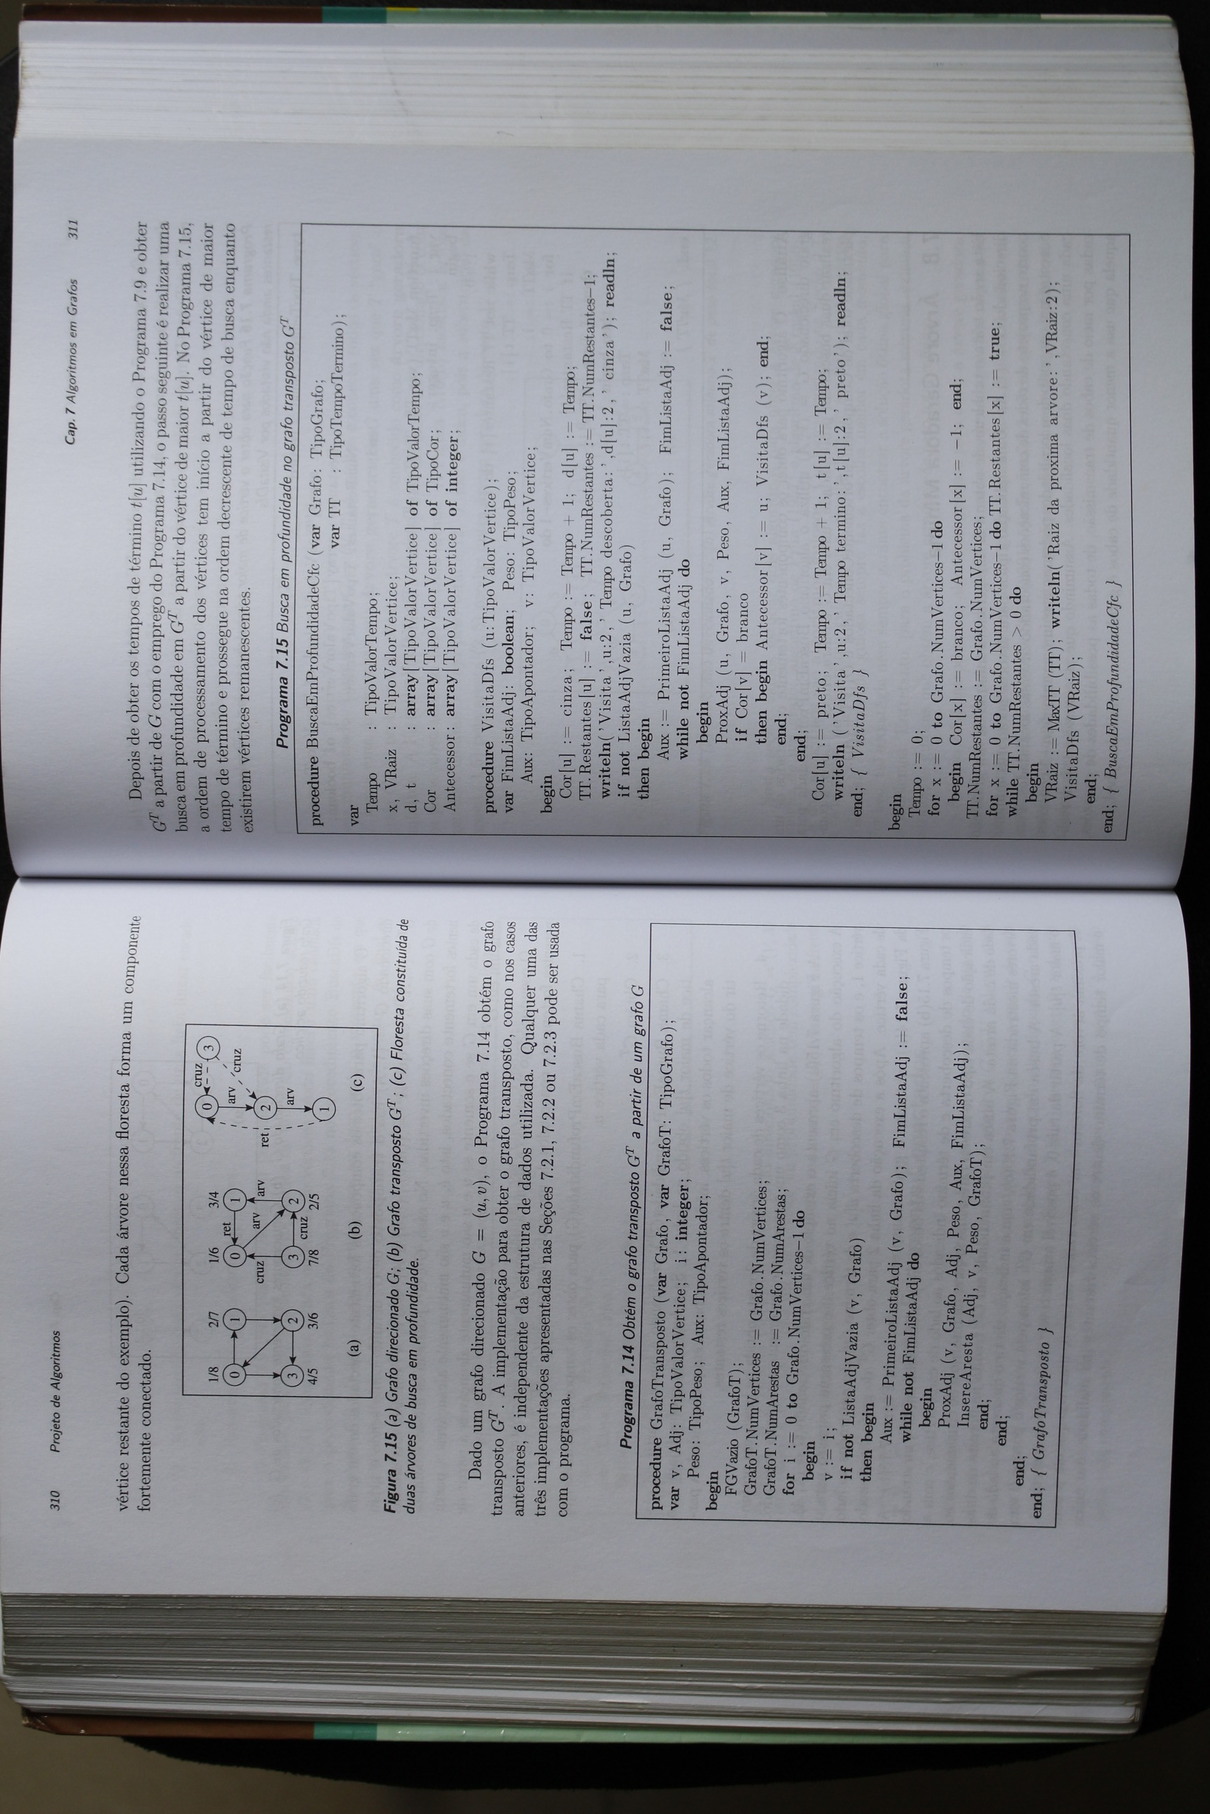 310 Projeto de Algoritmos
vértice restante do exemplo). Cada árvore nessa floresta forma um componente
fortemente conectado.
1/8 2/7 1/6 3/4 0 cruz 3
0 1 0 ret 1 arv cruz
cruz arv arv ret 2
3 2 3 cruz 2 arv
4/5 3/6 7/8 2/5 1
(a) (b) (c)
Figura 7.15 (a) Grafo direcionado G; (b) Grafo transposto G^T; (c) Floresta constituída de
duas árvores de busca em profundidade.
Dado um grafo direcionado G = (u, v), o Programa 7.14 obtém o grafo
transposto G^T. A implementação para obter o grafo transposto, como nos casos
anteriores, é independente da estrutura de dados utilizada. Qualquer uma das
três implementações apresentadas nas Seções 7.2.1, 7.2.2 ou 7.2.3 pode ser usada
com o programa.
Programa 7.14 Obtém o grafo transposto G^T a partir de um grafo G
procedure GrafoTransposto (var Grafo, var GrafoT: TipoGrafo);
var v, Adj: TipoValorVertice; i: integer;
Peso: TipoPeso; Aux: TipoApontador;
begin
FGVazio (GrafoT);
GrafoT.NumVertices := Grafo.NumVertices;
GrafoT.NumArestas := Grafo.NumArestas;
for i := 0 to Grafo.NumVertices−1 do
begin
v := i;
if not ListaAdjVazia (v, Grafo)
then begin
Aux := PrimeiroListaAdj (v, Grafo); FimListaAdj := false;
while not FimListaAdj do
begin
ProxAdj (v, Grafo, Adj, Peso, Aux, FimListaAdj);
InsereAresta (Adj, v, Peso, GrafoT);
end;
end;
end;
end; { GrafoTransposto }
Cap. 7 Algoritmos em Grafos 311
Depois de obter os tempos de término t[u] utilizando o Programa 7.9 e obter
G^T a partir de G com o emprego do Programa 7.14, o passo seguinte é realizar uma
busca em profundidade em G^T a partir do vértice de maior t[u]. No Programa 7.15,
a ordem de processamento dos vértices tem início a partir do vértice de maior
tempo de término e prossegue na ordem decrescente de tempo de busca enquanto
existirem vértices remanescentes.
Programa 7.15 Busca em profundidade no grafo transposto G^T
procedure BuscaEmProfundidadeCfc (var Grafo: TipoGrafo;
var TT : TipoTempoTermino);
var
Tempo : TipoValorTempo;
x, VRaiz : TipoValorVertice;
d, t : array[TipoValorVertice] of TipoValorTempo;
Cor : array[TipoValorVertice] of TipoCor;
Antecessor: array[TipoValorVertice] of integer;
procedure VisitaDfs (u:TipoValorVertice);
var FimListaAdj: boolean; Peso: TipoPeso;
Aux: TipoApontador; v: TipoValorVertice;
begin
Cor[u] := cinza; Tempo := Tempo + 1; d[u] := Tempo;
TT.Restantes[u] := false; TT.NumRestantes := TT.NumRestantes−1;
writeln('Visita',u:2,' Tempo descoberta:',d[u]:2,' cinza'); readln;
if not ListaAdjVazia (u, Grafo)
then begin
Aux := PrimeiroListaAdj (u, Grafo); FimListaAdj := false;
while not FimListaAdj do
begin
ProxAdj (u, Grafo, v, Peso, Aux, FimListaAdj);
if Cor[v] = branco
then begin Antecessor[v] := u; VisitaDfs (v); end;
end;
end;
Cor[u] := preto; Tempo := Tempo + 1; t[u] := Tempo;
writeln ('Visita',u:2,' Tempo termino:',t[u]:2,' preto'); readln;
end; { VisitaDfs }
begin
Tempo := 0;
for x := 0 to Grafo.NumVertices−1 do
begin Cor[x] := branco; Antecessor[x] := −1; end;
TT.NumRestantes := Grafo.NumVertices;
for x := 0 to Grafo.NumVertices−1 do TT.Restantes[x] := true;
while TT.NumRestantes > 0 do
begin
VRaiz := MaxTT (TT); writeln('Raiz da proxima arvore:',VRaiz:2);
VisitaDfs (VRaiz);
end;
end; { BuscaEmProfundidadeCfc }